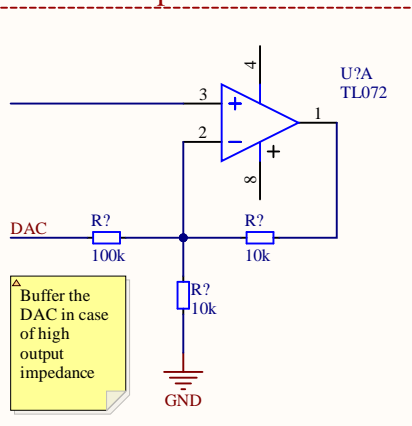 4
U?A
TL072
3
+
1
2
−
+
8
DAC
R?
100k
R?
10k
R?
10k
Buffer the
DAC in case
of high
output
impedance
GND